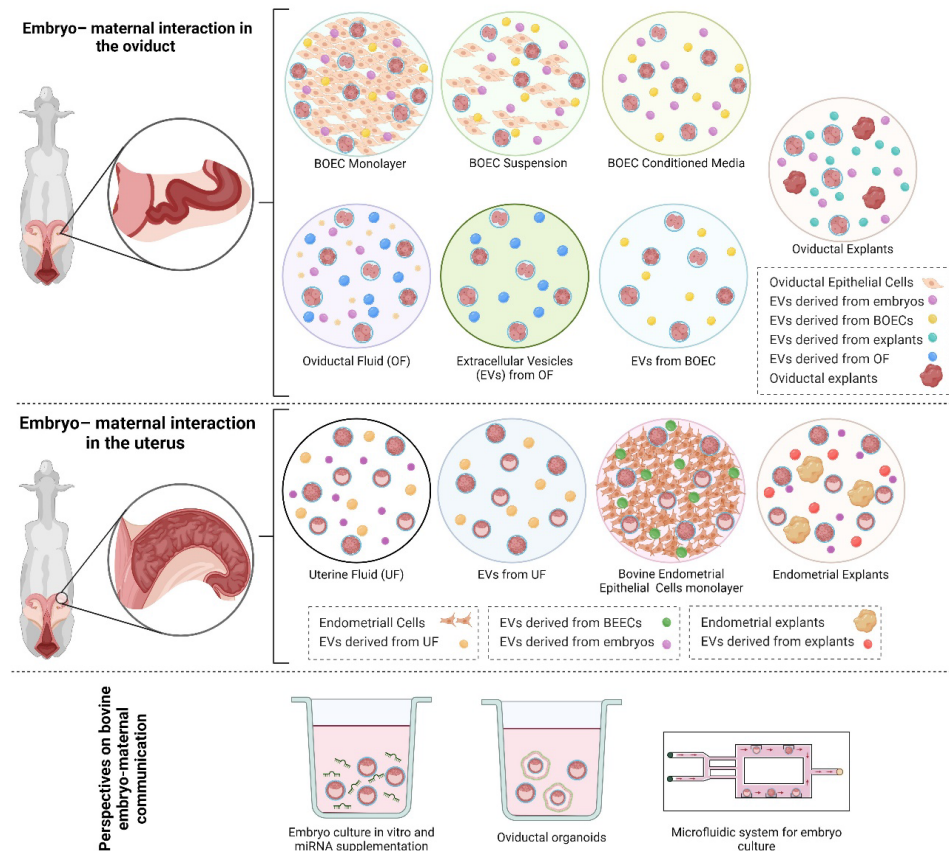 Embryo– maternal interaction in
the oviduct
BOEC Monolayer
BOEC Suspension
BOEC Conditioned Media
Oviductal Explants
Oviductal Fluid (OF)
Extracellular Vesicles
(EVs) from OF
EVs from BOEC
Oviductal Epithelial Cells
EVs derived from embryos
EVs derived from BOECs
EVs derived from explants
EVs derived from OF
Oviductal explants
Embryo– maternal interaction
in the uterus
Uterine Fluid (UF)
EVs from UF
Bovine Endometrial
Epithelial Cells monolayer
Endometrial Explants
Endometriall Cells
EVs derived from UF
EVs derived from BEECs
EVs derived from embryos
Endometrial explants
EVs derived from explants
Perspectives on bovine
embryo-maternal
communication
Embryo culture in vitro and
miRNA supplementation
Oviductal organoids
Microfluidic system for embryo
culture